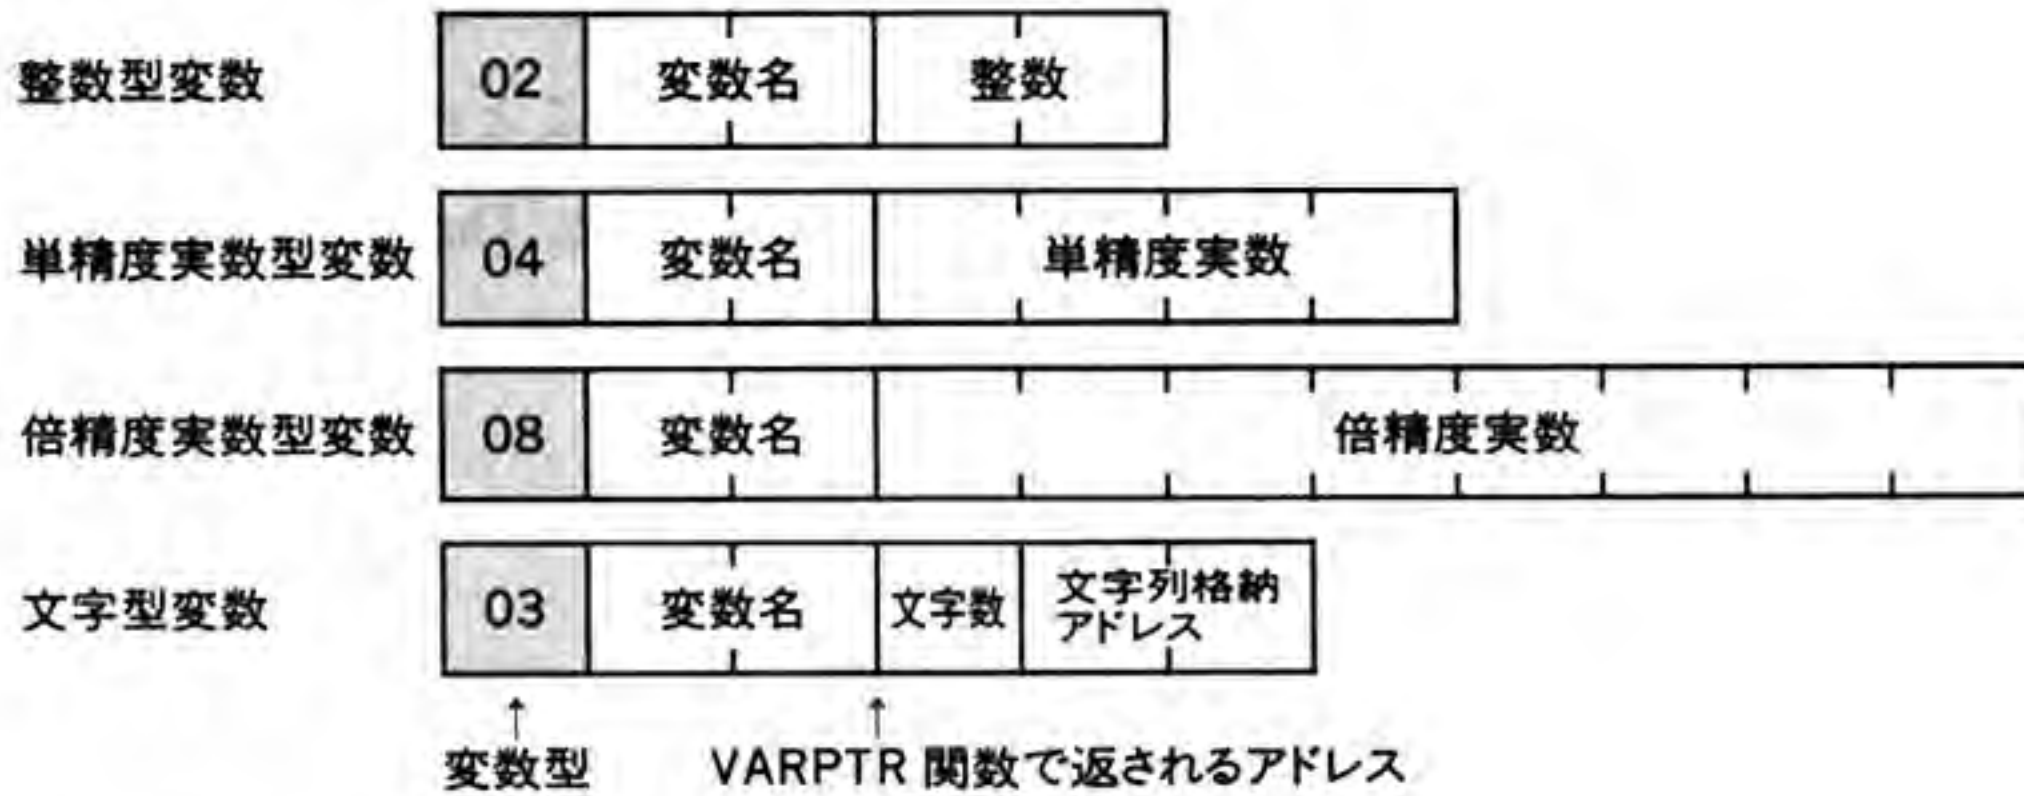 整数型変数 02 変数名 整数
単精度実数型変数 04 変数名 単精度実数
倍精度実数型変数 08 変数名 倍精度実数
文字型変数 03 変数名 文字数 文字列格納
アドレス
↑ ↑
変数型 VARPTR 関数で返されるアドレス